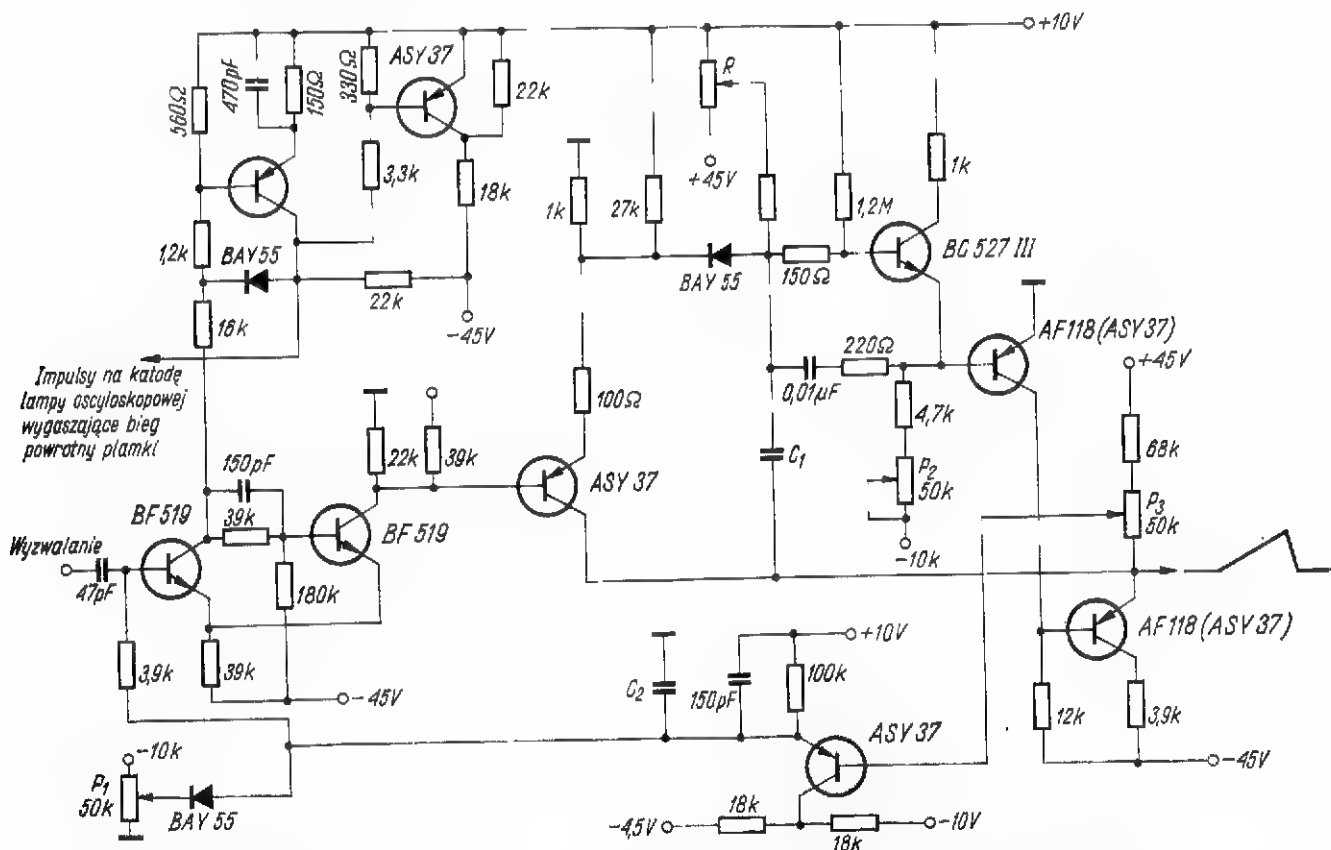 +10V
560Ω
470pF
150Ω
330Ω
ASY 37
22k
R
+45V
1k
3,3k
18k
1k
27k
1,2M
BC 527 III
1,2k
BAY 55
22k
-45V
BAY 55
150Ω
18k
AF118 (ASY 37)
+45V
Impulsy na katodę
lampy oscyloskopowej
wygaszające bieg
powrotny plamki
100Ω
0,01μF
220Ω
4,7k
68k
150pF
22k
39k
C1
P2
50k
P3
50k
BF 519
39k
BF 519
ASY 37
-10k
Wyzwalanie
47pF
180k
AF 118 (ASY 37)
+10V
3,9k
39k
-45V
C2
150pF
100k
12k
3,9k
ASY 37
-10k
P1
50k
BAY 55
-45V
18k
-4,5V
18k
-10V